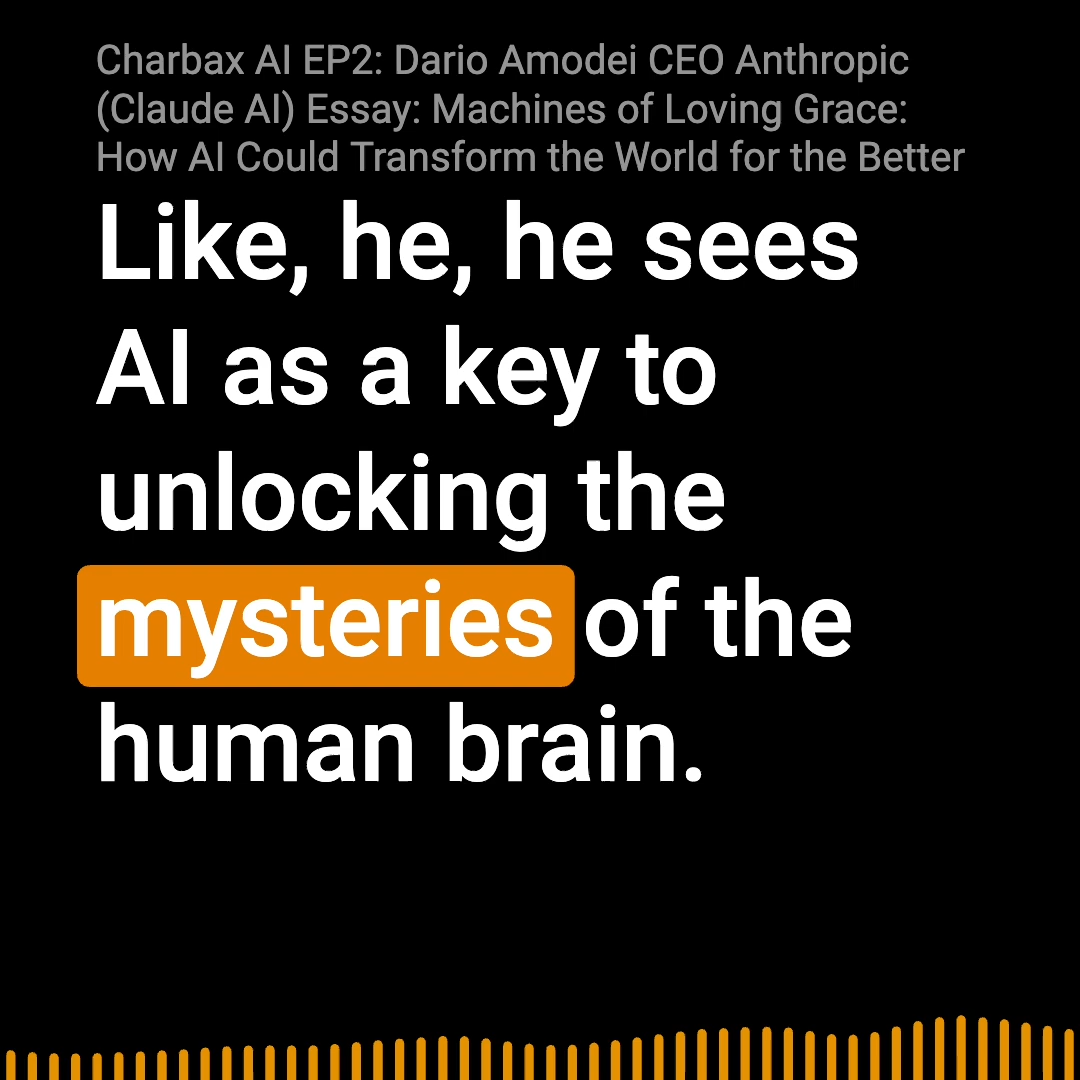 Charbax AI EP2: Dario Amodei CEO Anthropic
(Claude AI) Essay: Machines of Loving Grace:
How AI Could Transform the World for the Better
Like, he, he sees
AI as a key to
unlocking the
mysteries of the
human brain.